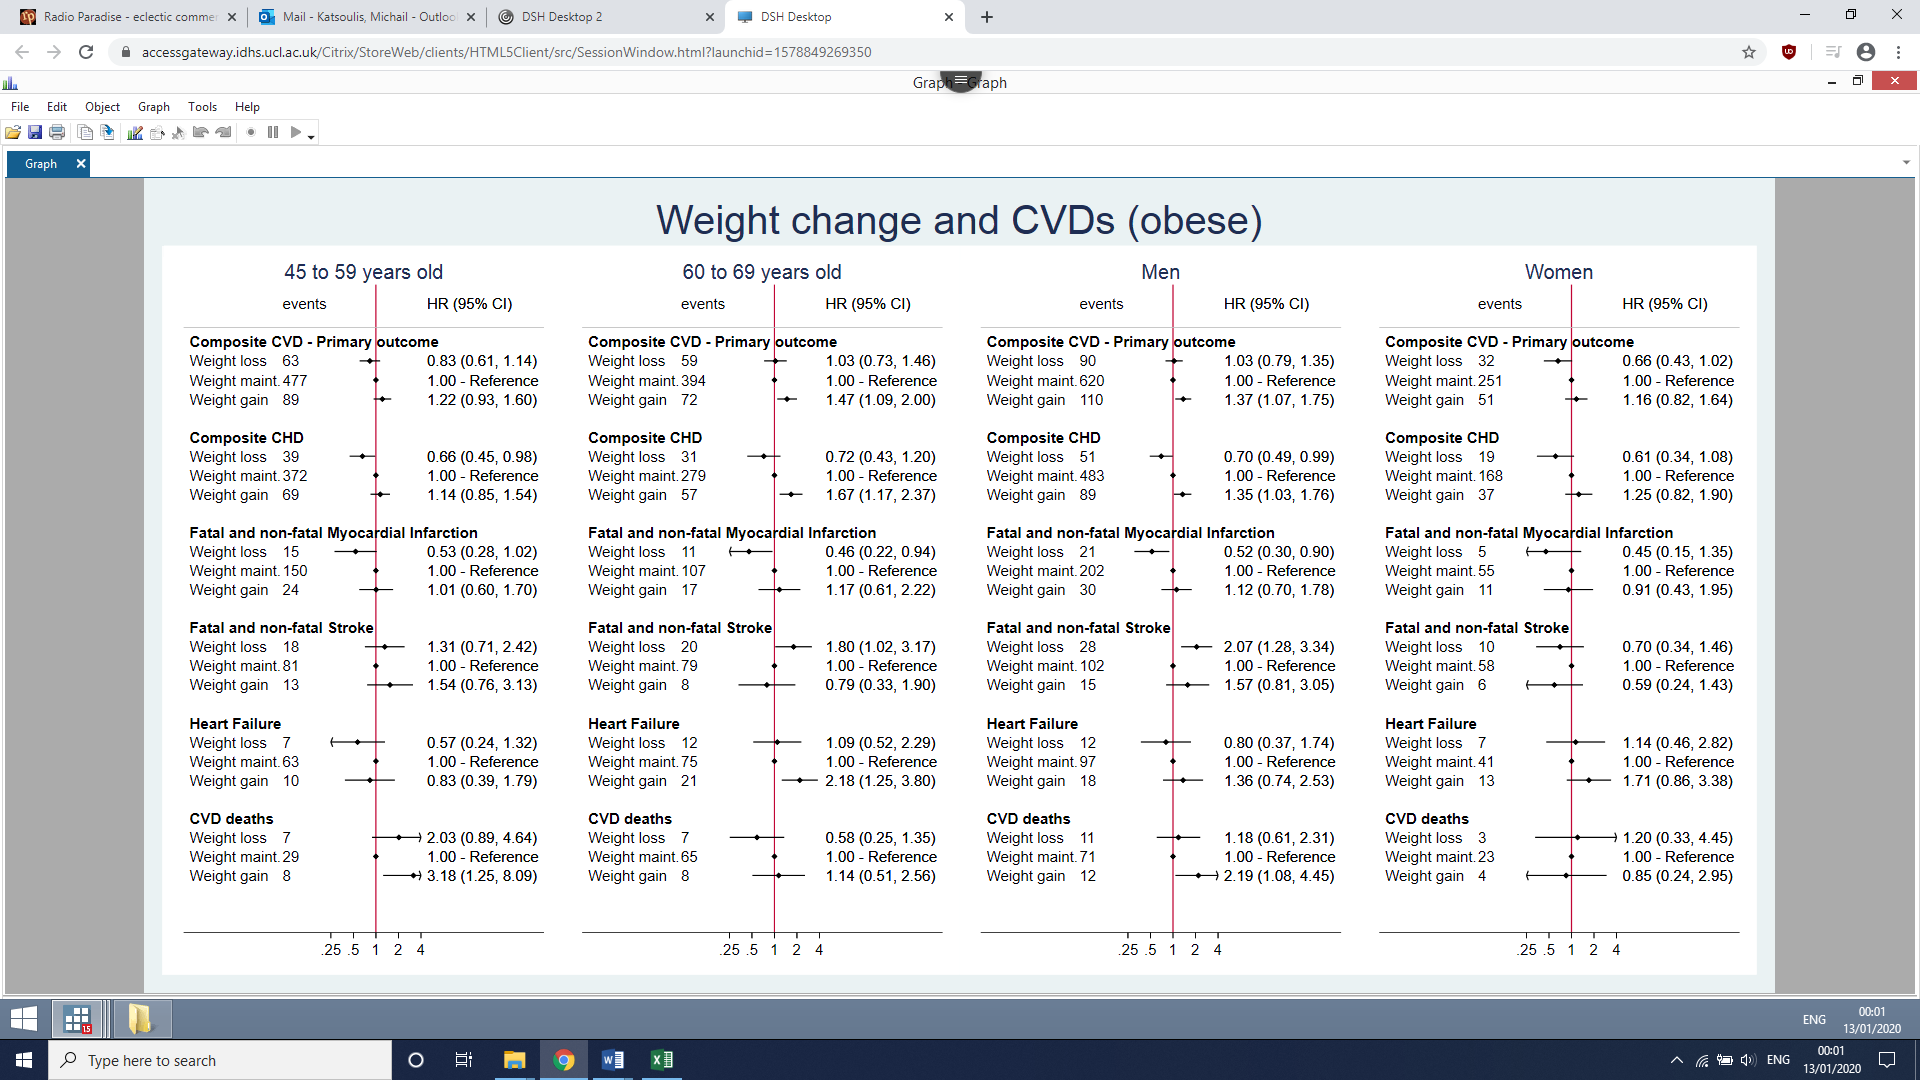 Radio Paradise - eclectic commer
Mail - Katsoulis, Michail - Outloo
DSH Desktop 2
DSH Desktop
accessgateway.idhs.ucl.ac.uk/Citrix/StoreWeb/clients/HTML5Client/src/SessionWindow.html?launchid=1578849269350
File Edit Object Graph Tools Help
Graph
Weight change and CVDs (obese)
45 to 59 years old
events HR (95% CI)
Composite CVD - Primary outcome
Weight loss 63 0.83 (0.61, 1.14)
Weight maint. 477 1.00 - Reference
Weight gain 89 1.22 (0.93, 1.60)
Composite CHD
Weight loss 39 0.66 (0.45, 0.98)
Weight maint. 372 1.00 - Reference
Weight gain 69 1.14 (0.85, 1.54)
Fatal and non-fatal Myocardial Infarction
Weight loss 15 0.53 (0.28, 1.02)
Weight maint. 150 1.00 - Reference
Weight gain 24 1.01 (0.60, 1.70)
Fatal and non-fatal Stroke
Weight loss 18 1.31 (0.71, 2.42)
Weight maint. 81 1.00 - Reference
Weight gain 13 1.54 (0.76, 3.13)
Heart Failure
Weight loss 7 0.57 (0.24, 1.32)
Weight maint. 63 1.00 - Reference
Weight gain 10 0.83 (0.39, 1.79)
CVD deaths
Weight loss 7 2.03 (0.89, 4.64)
Weight maint. 29 1.00 - Reference
Weight gain 8 3.18 (1.25, 8.09)
.25 .5 1 2 4
60 to 69 years old
events HR (95% CI)
Composite CVD - Primary outcome
Weight loss 59 1.03 (0.73, 1.46)
Weight maint. 394 1.00 - Reference
Weight gain 72 1.47 (1.09, 2.00)
Composite CHD
Weight loss 31 0.72 (0.43, 1.20)
Weight maint. 279 1.00 - Reference
Weight gain 57 1.67 (1.17, 2.37)
Fatal and non-fatal Myocardial Infarction
Weight loss 11 0.46 (0.22, 0.94)
Weight maint. 107 1.00 - Reference
Weight gain 17 1.17 (0.61, 2.22)
Fatal and non-fatal Stroke
Weight loss 20 1.80 (1.02, 3.17)
Weight maint. 79 1.00 - Reference
Weight gain 8 0.79 (0.33, 1.90)
Heart Failure
Weight loss 12 1.09 (0.52, 2.29)
Weight maint. 75 1.00 - Reference
Weight gain 21 2.18 (1.25, 3.80)
CVD deaths
Weight loss 7 0.58 (0.25, 1.35)
Weight maint. 65 1.00 - Reference
Weight gain 8 1.14 (0.51, 2.56)
.25 .5 1 2 4
Men
events HR (95% CI)
Composite CVD - Primary outcome
Weight loss 90 1.03 (0.79, 1.35)
Weight maint. 620 1.00 - Reference
Weight gain 110 1.37 (1.07, 1.75)
Composite CHD
Weight loss 51 0.70 (0.49, 0.99)
Weight maint. 483 1.00 - Reference
Weight gain 89 1.35 (1.03, 1.76)
Fatal and non-fatal Myocardial Infarction
Weight loss 21 0.52 (0.30, 0.90)
Weight maint. 202 1.00 - Reference
Weight gain 30 1.12 (0.70, 1.78)
Fatal and non-fatal Stroke
Weight loss 28 2.07 (1.28, 3.34)
Weight maint. 102 1.00 - Reference
Weight gain 15 1.57 (0.81, 3.05)
Heart Failure
Weight loss 12 0.80 (0.37, 1.74)
Weight maint. 97 1.00 - Reference
Weight gain 18 1.36 (0.74, 2.53)
CVD deaths
Weight loss 11 1.18 (0.61, 2.31)
Weight maint. 71 1.00 - Reference
Weight gain 12 2.19 (1.08, 4.45)
.25 .5 1 2 4
Women
events HR (95% CI)
Composite CVD - Primary outcome
Weight loss 32 0.66 (0.43, 1.02)
Weight maint. 251 1.00 - Reference
Weight gain 51 1.16 (0.82, 1.64)
Composite CHD
Weight loss 19 0.61 (0.34, 1.08)
Weight maint. 168 1.00 - Reference
Weight gain 37 1.25 (0.82, 1.90)
Fatal and non-fatal Myocardial Infarction
Weight loss 5 0.45 (0.15, 1.35)
Weight maint. 55 1.00 - Reference
Weight gain 11 0.91 (0.43, 1.95)
Fatal and non-fatal Stroke
Weight loss 10 0.70 (0.34, 1.46)
Weight maint. 58 1.00 - Reference
Weight gain 6 0.59 (0.24, 1.43)
Heart Failure
Weight loss 7 1.14 (0.46, 2.82)
Weight maint. 41 1.00 - Reference
Weight gain 13 1.71 (0.86, 3.38)
CVD deaths
Weight loss 3 1.20 (0.33, 4.45)
Weight maint. 23 1.00 - Reference
Weight gain 4 0.85 (0.24, 2.95)
.25 .5 1 2 4
15
ENG
00:01
13/01/2020
Type here to search
ENG
00:01
13/01/2020